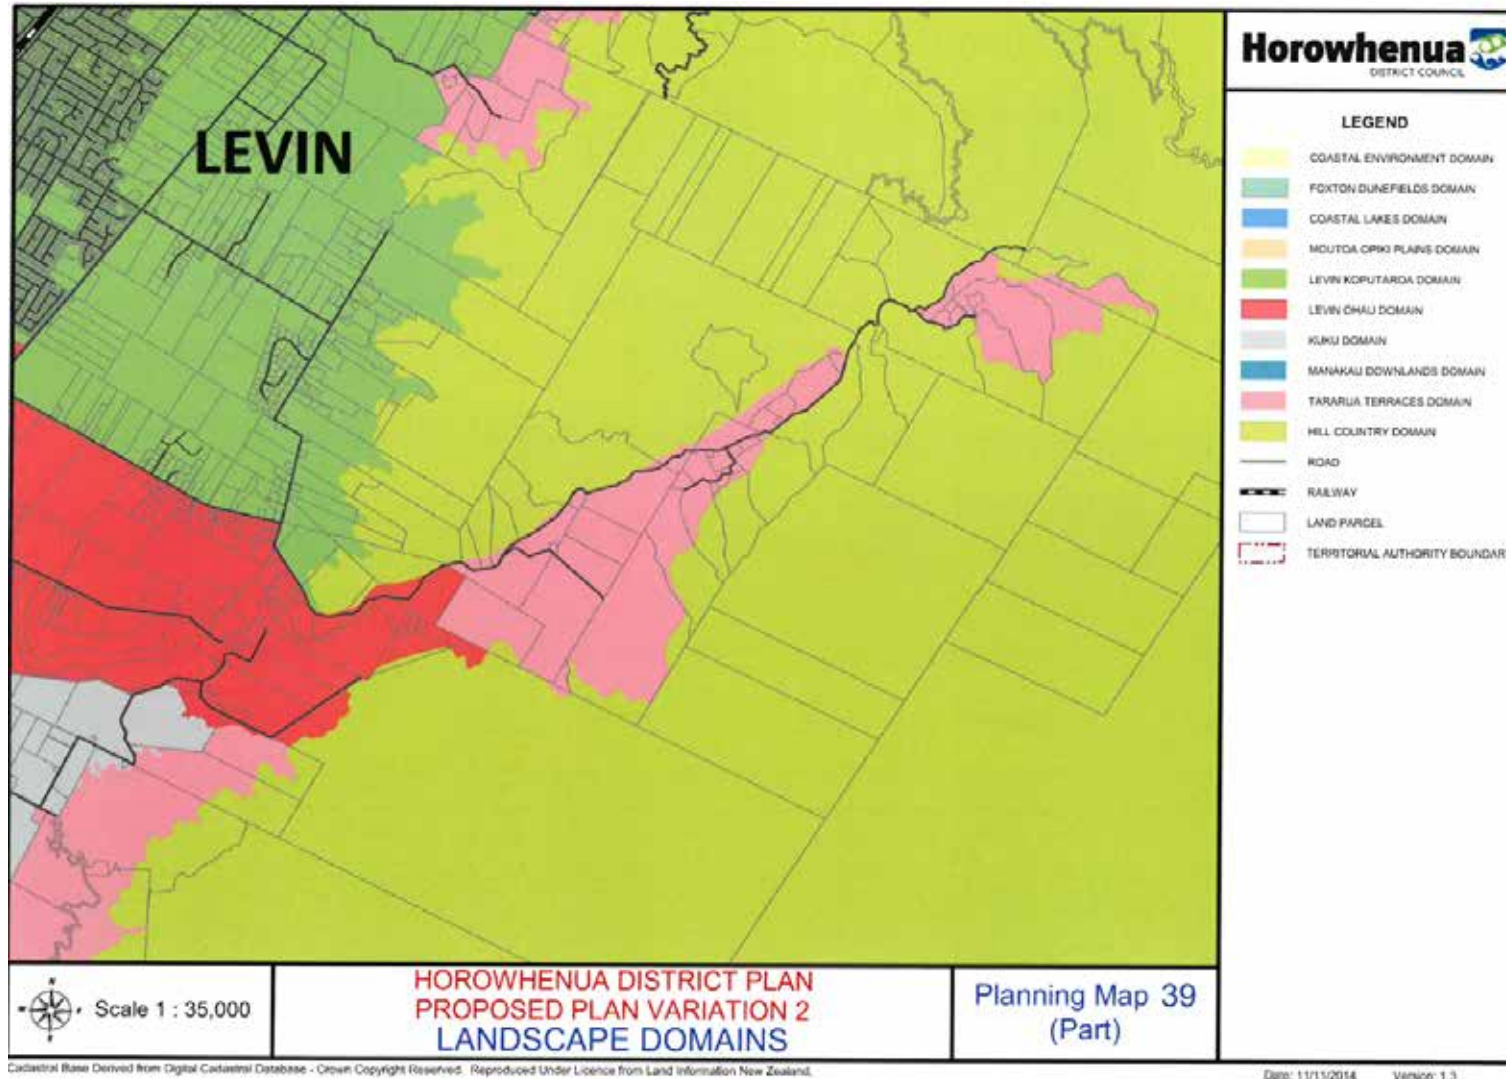 LEVIN
Horowhenua
DISTRICT COUNCIL
LEGEND
COASTAL ENVIRONMENT DOMAIN
FOXTON DUNEFIELDS DOMAIN
COASTAL LAKES DOMAIN
MOUTOA OPIKI PLAINS DOMAIN
LEVIN KOPUTAROA DOMAIN
LEVIN OHAU DOMAIN
KUKU DOMAIN
MANAKAU DOWNLANDS DOMAIN
TARARUA TERRACES DOMAIN
HILL COUNTRY DOMAIN
ROAD
RAILWAY
LAND PARCEL
TERRITORIAL AUTHORITY BOUNDAR
N
Scale 1 : 35,000
HOROWHENUA DISTRICT PLAN
PROPOSED PLAN VARIATION 2
LANDSCAPE DOMAINS
Planning Map 39
(Part)
Cadastral Base Derived from Digital Cadastral Database - Crown Copyright Reserved. Reproduced Under Licence from Land Information New Zealand.
Date: 11/11/2014 Version: 1.3